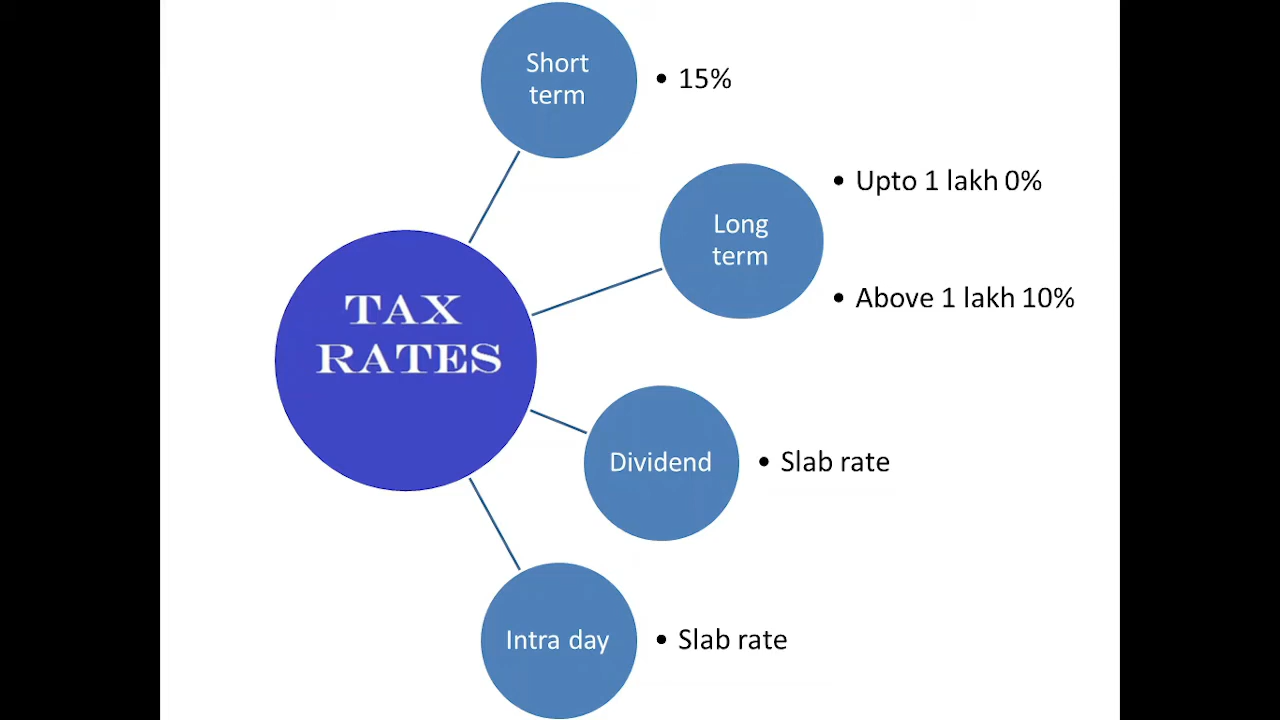 TAX
RATES
Short
term
• 15%
Long
term
• Upto 1 lakh 0%
• Above 1 lakh 10%
Dividend
• Slab rate
Intra day
• Slab rate